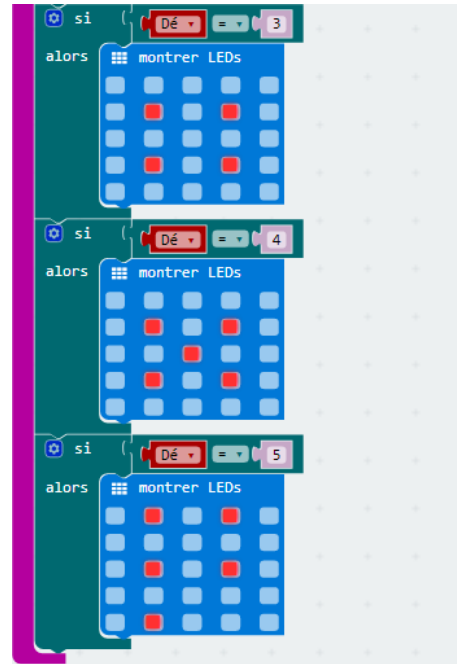 si Dé = 3
alors montrer LEDs
si Dé = 4
alors montrer LEDs
si Dé = 5
alors montrer LEDs